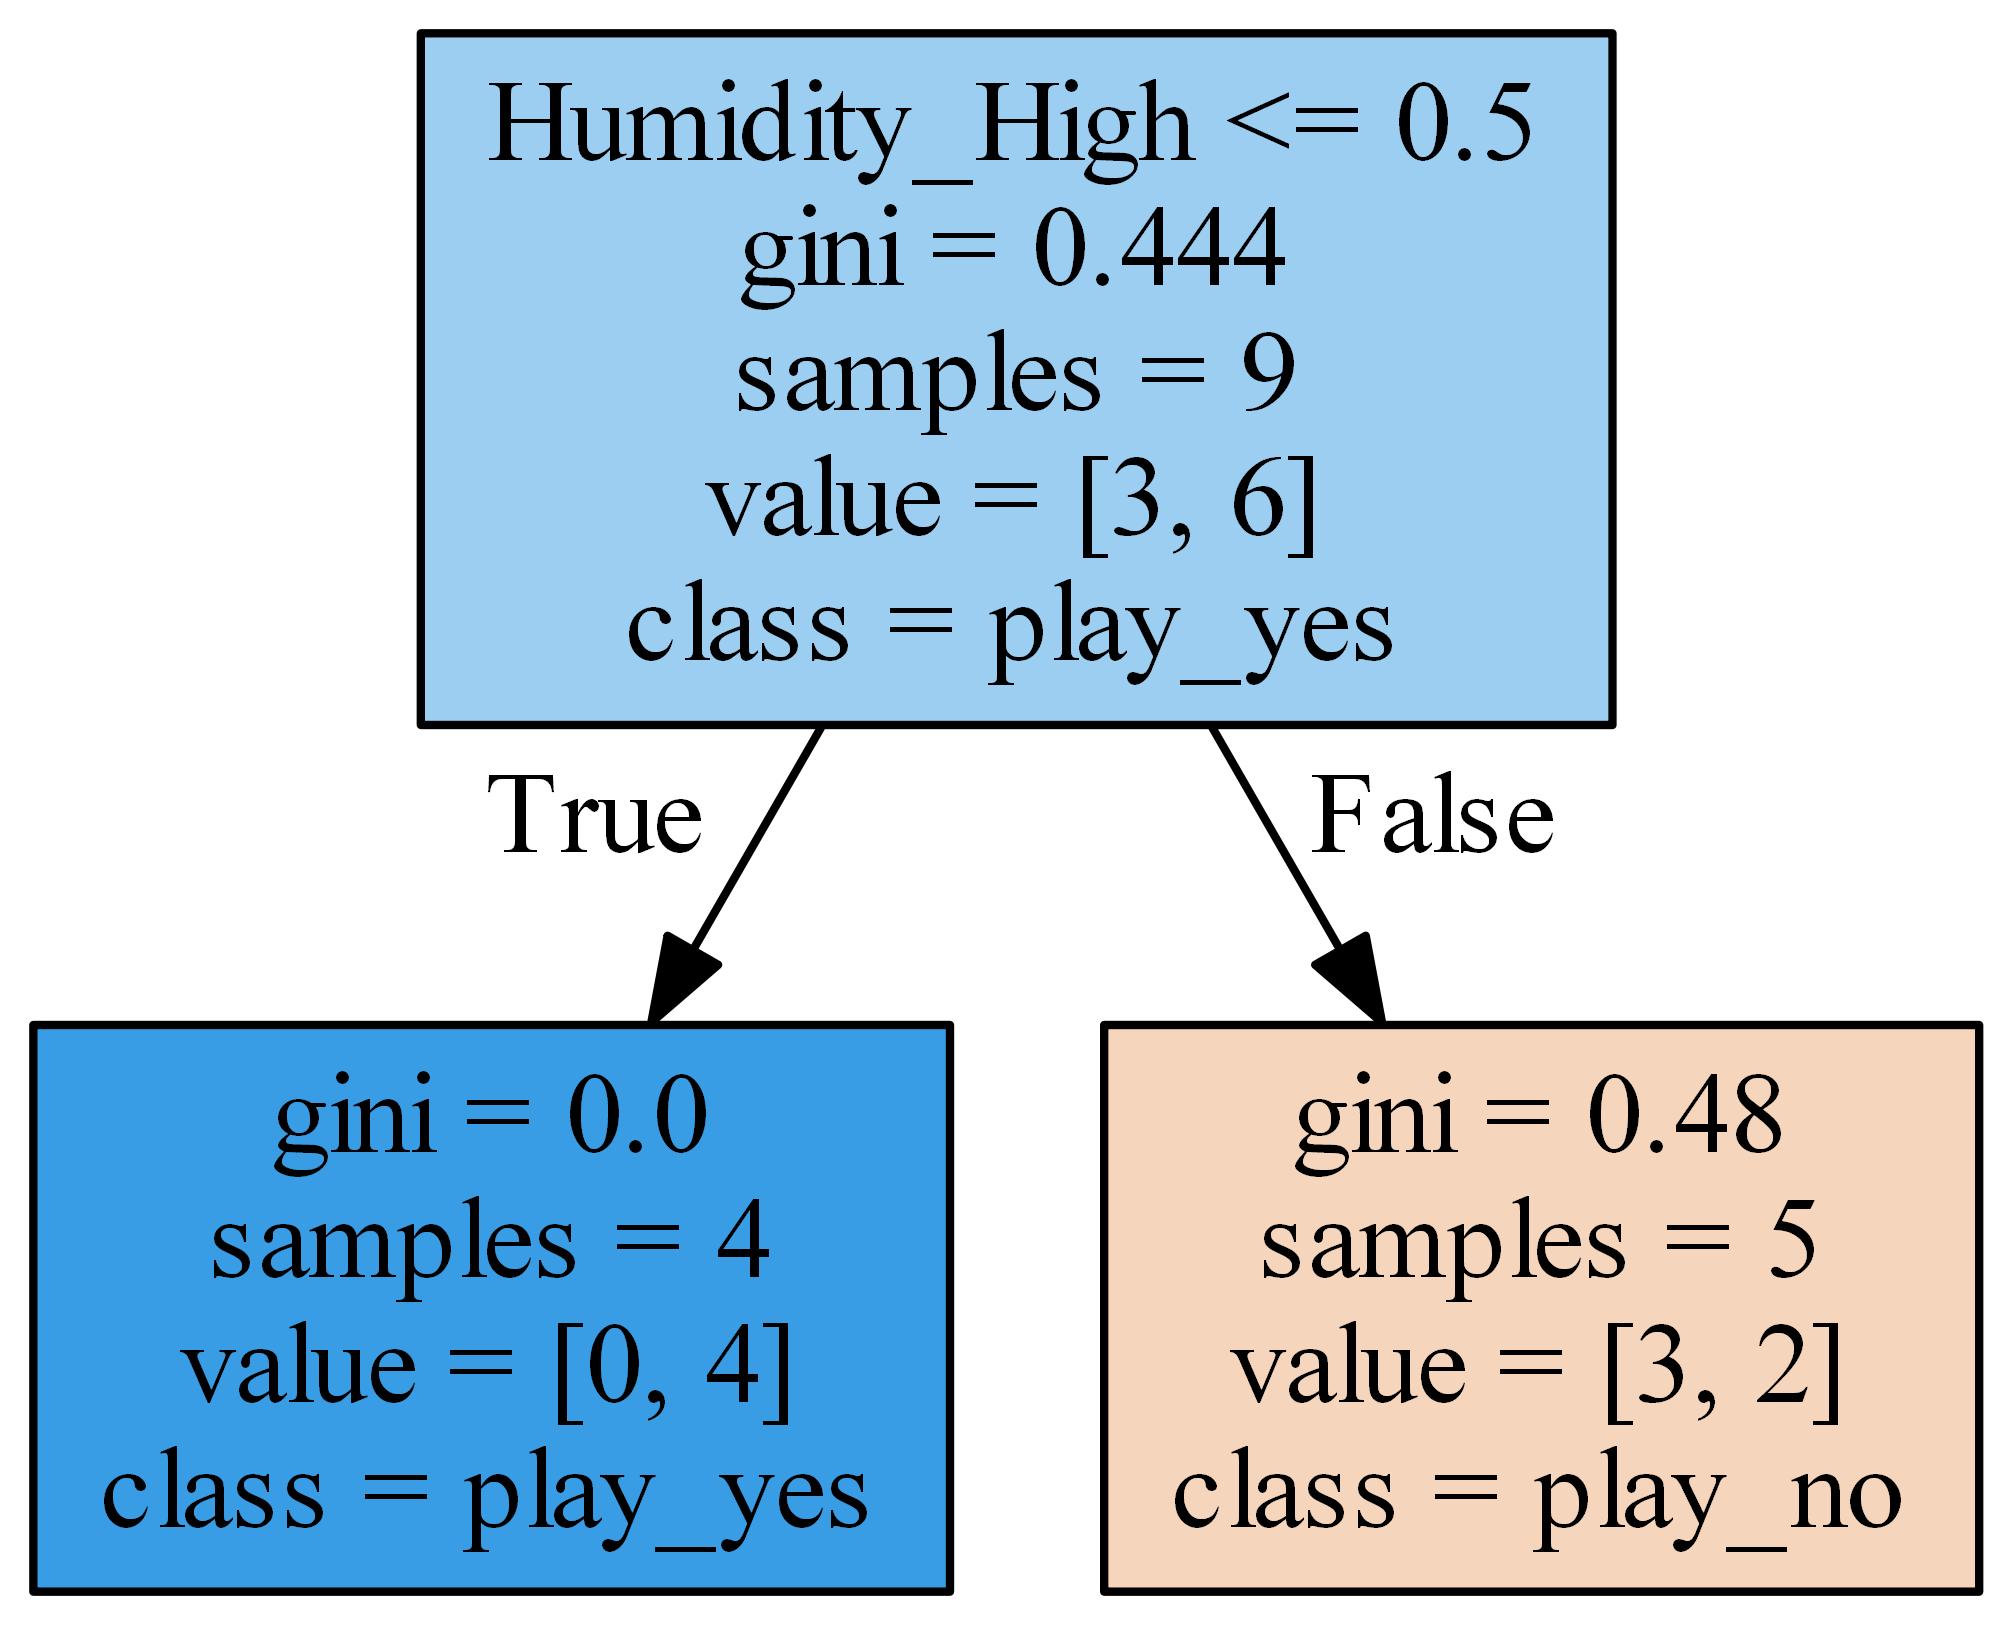 Humidity_High <= 0.5
gini = 0.444
samples = 9
value = [3, 6]
class = play_yes
True
False
gini = 0.0
samples = 4
value = [0, 4]
class = play_yes
gini = 0.48
samples = 5
value = [3, 2]
class = play_no